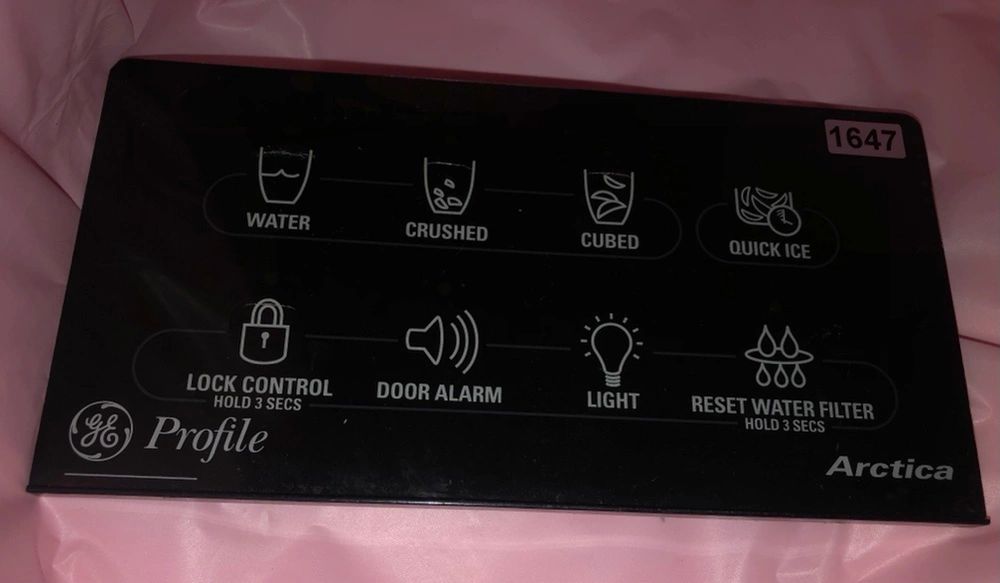 1647
WATER
CRUSHED
CUBED
QUICK ICE
LOCK CONTROL
HOLD 3 SECS
DOOR ALARM
LIGHT
RESET WATER FILTER
HOLD 3 SECS
GE Profile
Arctica